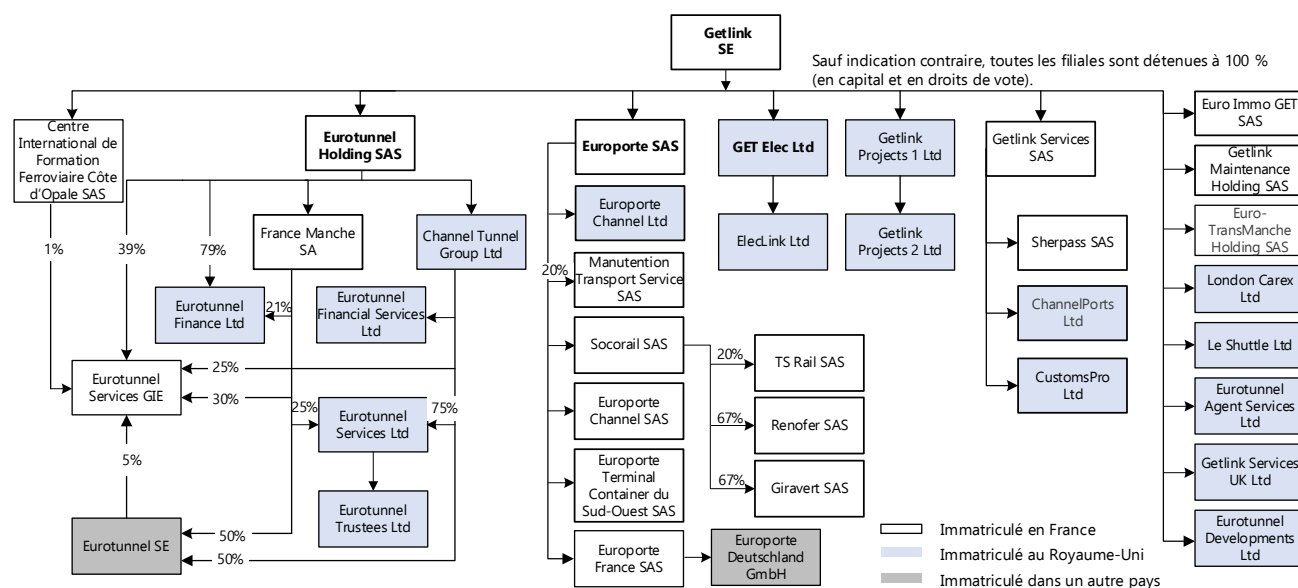 Getlink
SE
Sauf indication contraire, toutes les filiales sont détenues à 100 %
(en capital et en droits de vote).
Centre
International de
Formation
Ferroviaire Côte
d'Opale SAS
Eurotunnel
Holding SAS
Europorte SAS
GET Elec Ltd
Getlink
Projects 1 Ltd
Getlink Services
SAS
Euro Immo GET
SAS
Getlink
Maintenance
Holding SAS
Euro-
TransManche
Holding SAS
London Carex
Ltd
Le Shuttle Ltd
Eurotunnel
Agent Services
Ltd
Getlink Services
UK Ltd
Eurotunnel
Developments
Ltd
1%
39%
79%
France Manche
SA
Channel Tunnel
Group Ltd
Eurotunnel
Finance Ltd
21%
Eurotunnel
Financial Services
Ltd
Eurotunnel
Services GIE
25%
30%
25%
75%
Eurotunnel
Services Ltd
5%
Eurotunnel
Trustees Ltd
Eurotunnel SE
50%
50%
Europorte
Channel Ltd
20%
Manutention
Transport Service
SAS
Socorail SAS
20%
TS Rail SAS
Europorte
Channel SAS
67%
Renofer SAS
Europorte
Terminal
Container du
Sud-Ouest SAS
67%
Giravert SAS
Europorte
France SAS
Europorte
Deutschland
GmbH
ElecLink Ltd
Getlink
Projects 2 Ltd
Sherpass SAS
ChannelPorts
Ltd
CustomsPro
Ltd
Immatriculé en France
Immatriculé au Royaume-Uni
Immatriculé dans un autre pays